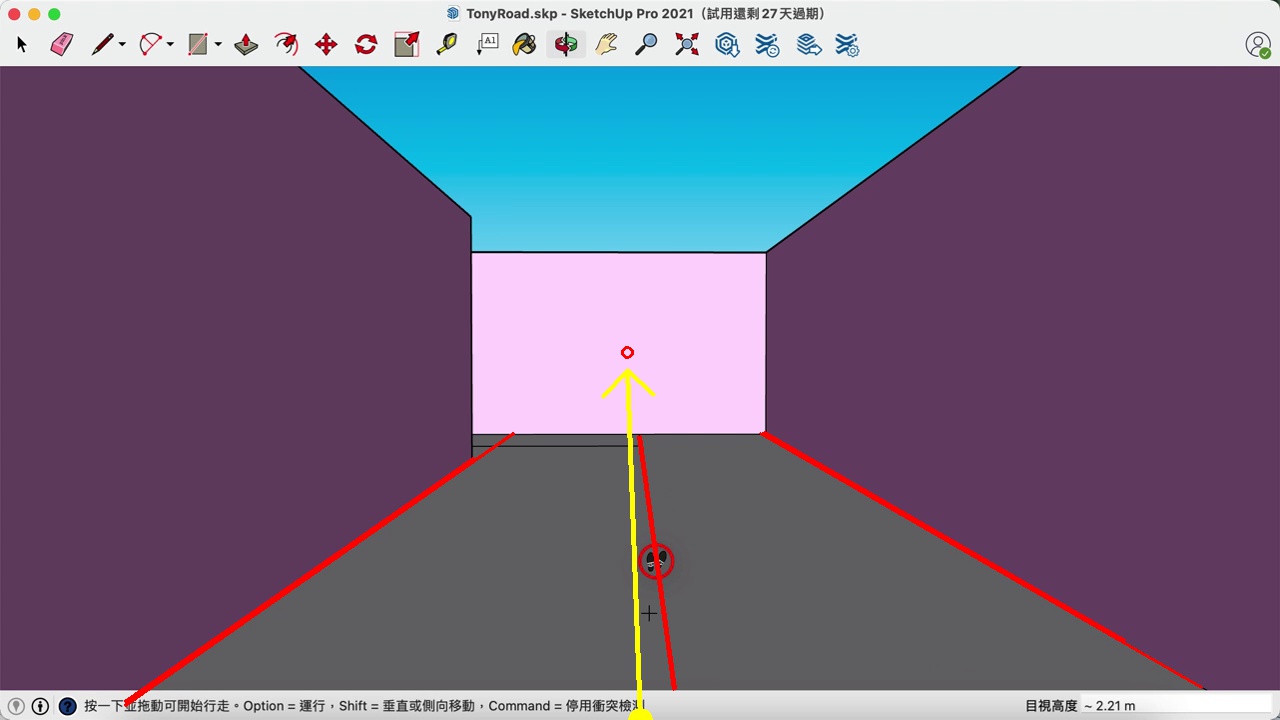 TonyRoad.skp - SketchUp Pro 2021（試用還剩 27 天過期）
A1
按一下並拖動可開始行走。Option = 運行，Shift = 垂直或側向移動，Command = 停用衝突檢測
目視高度 ~ 2.21 m